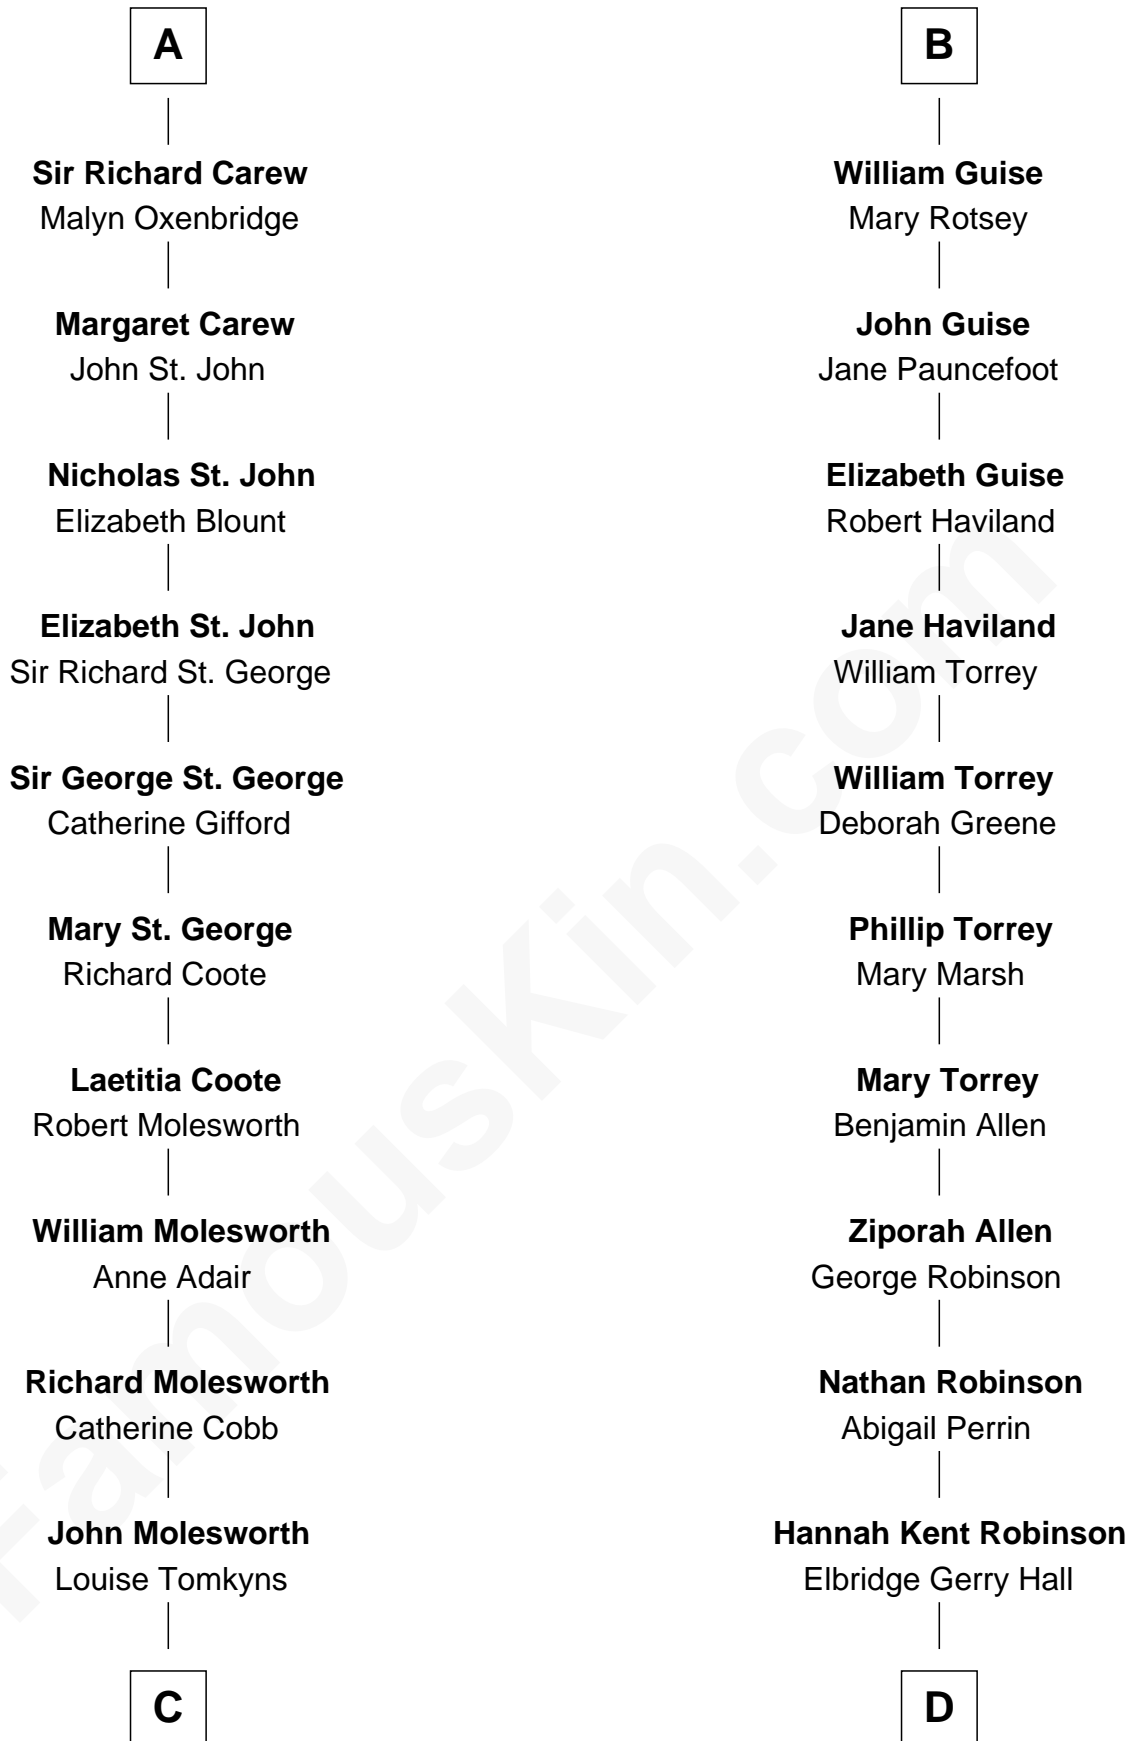 A
Sir Richard Carew
Malyn Oxenbridge
Margaret Carew
John St. John
Nicholas St. John
Elizabeth Blount
Elizabeth St. John
Sir Richard St. George
Sir George St. George
Catherine Gifford
Mary St. George
Richard Coote
Laetitia Coote
Robert Molesworth
William Molesworth
Anne Adair
Richard Molesworth
Catherine Cobb
John Molesworth
Louise Tomkyns
C
B
William Guise
Mary Rotsey
John Guise
Jane Pauncefoot
Elizabeth Guise
Robert Haviland
Jane Haviland
William Torrey
William Torrey
Deborah Greene
Phillip Torrey
Mary Marsh
Mary Torrey
Benjamin Allen
Ziporah Allen
George Robinson
Nathan Robinson
Abigail Perrin
Hannah Kent Robinson
Elbridge Gerry Hall
D
FamousKin.com